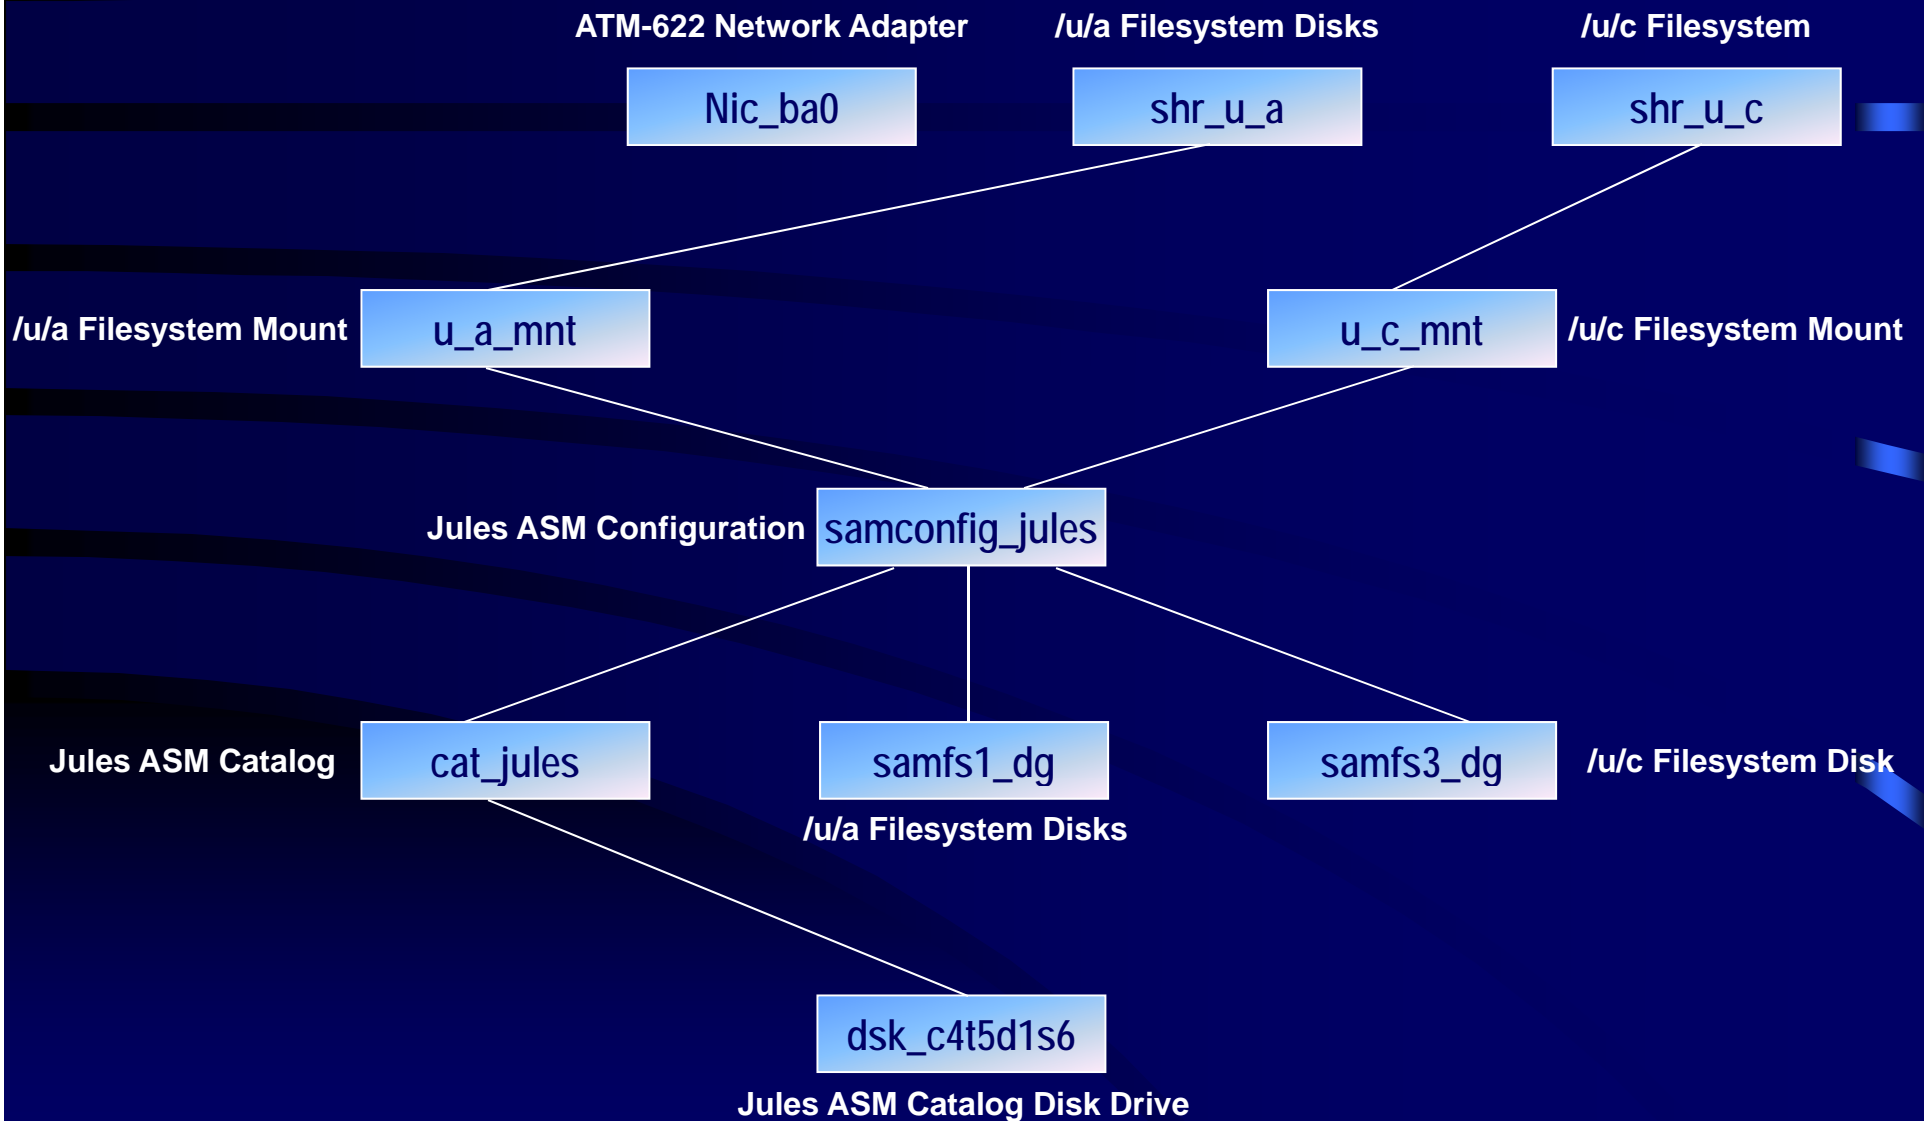 ATM-622 Network Adapter
/u/a Filesystem Disks
/u/c Filesystem
Nic_ba0
shr_u_a
shr_u_c
/u/a Filesystem Mount
u_a_mnt
u_c_mnt
/u/c Filesystem Mount
Jules ASM Configuration
samconfig_jules
Jules ASM Catalog
cat_jules
samfs1_dg
samfs3_dg
/u/c Filesystem Disk
/u/a Filesystem Disks
dsk_c4t5d1s6
Jules ASM Catalog Disk Drive